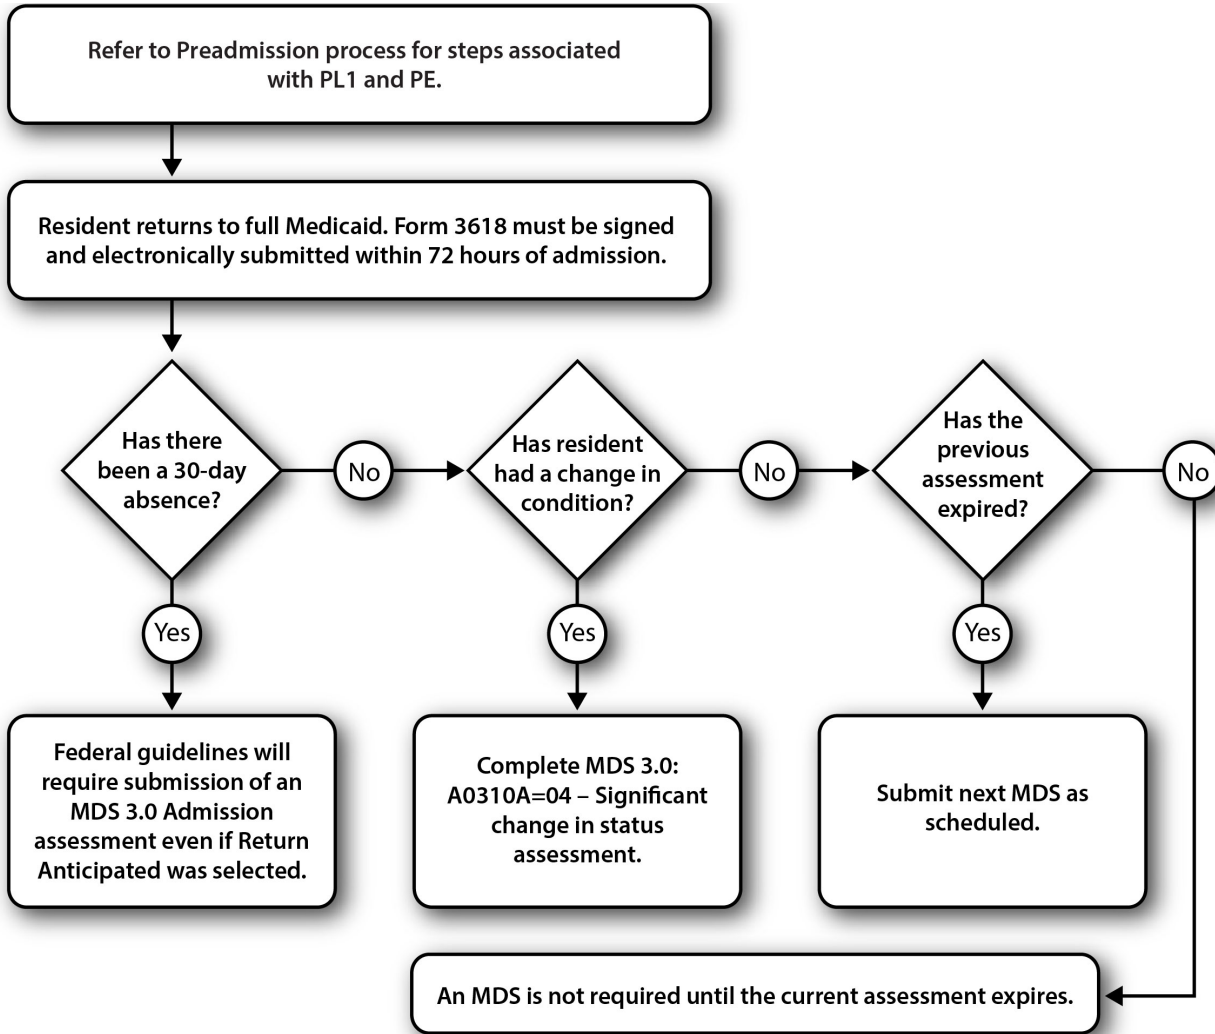 Refer to Preadmission process for steps associated
with PL1 and PE.
Resident returns to full Medicaid. Form 3618 must be signed
and electronically submitted within 72 hours of admission.
Has there
been a 30-day
absence?
No
Has resident
had a change in
condition?
No
Has the
previous
assessment
expired?
No
Yes
Yes
Yes
Federal guidelines will
require submission of an
MDS 3.0 Admission
assessment even if Return
Anticipated was selected.
Complete MDS 3.0:
A0310A=04 – Significant
change in status
assessment.
Submit next MDS as
scheduled.
An MDS is not required until the current assessment expires.